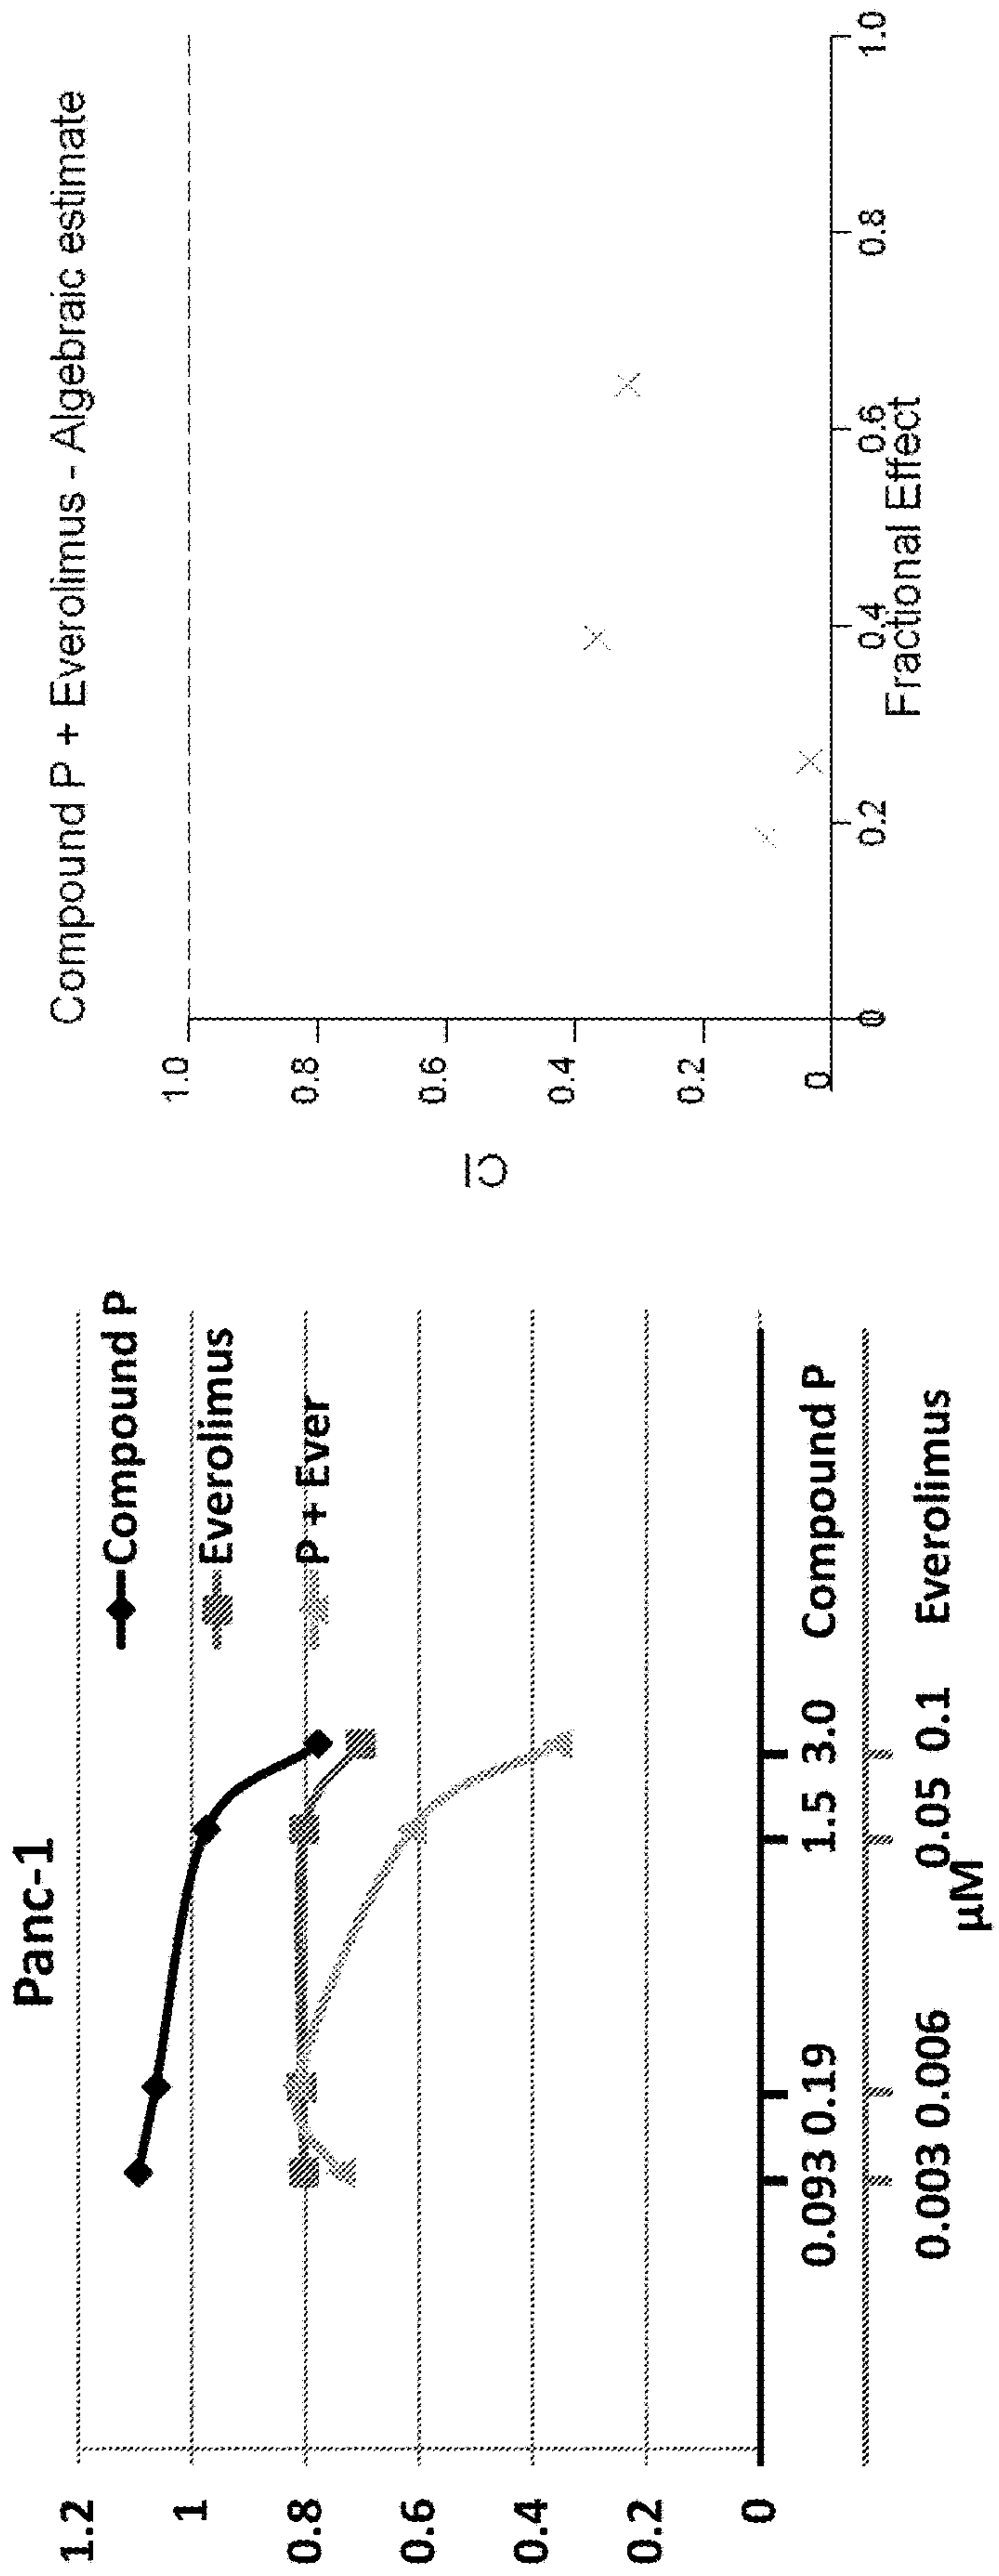 Panc-1
1.2
1
0.8
0.6
0.4
0.2
0
Compound P
Everolimus
P + Ever
0.093 0.19 1.5 3.0 Compound P
0.003 0.006 0.05 0.1 Everolimus
µM
Compound P + Everolimus - Algebraic estimate
CI
1.0
0.8
0.6
0.4
0.2
0
0 0.2 0.4 0.6 0.8 1.0
Fractional Effect